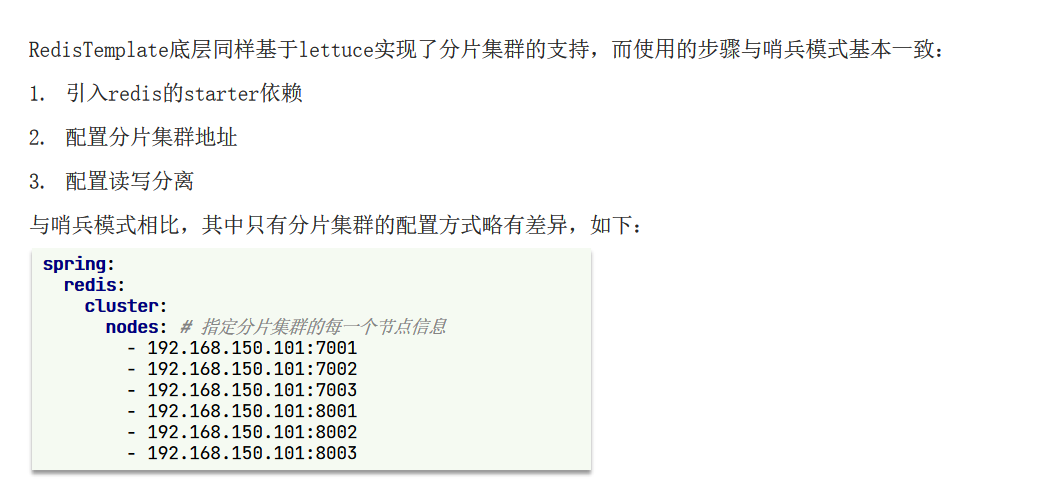 RedisTemplate底层同样基于lettuce实现了分片集群的支持，而使用的步骤与哨兵模式基本一致：
1. 引入redis的starter依赖
2. 配置分片集群地址
3. 配置读写分离
与哨兵模式相比，其中只有分片集群的配置方式略有差异，如下：
spring:
  redis:
    cluster:
      nodes: # 指定分片集群的每一个节点信息
        - 192.168.150.101:7001
        - 192.168.150.101:7002
        - 192.168.150.101:7003
        - 192.168.150.101:8001
        - 192.168.150.101:8002
        - 192.168.150.101:8003